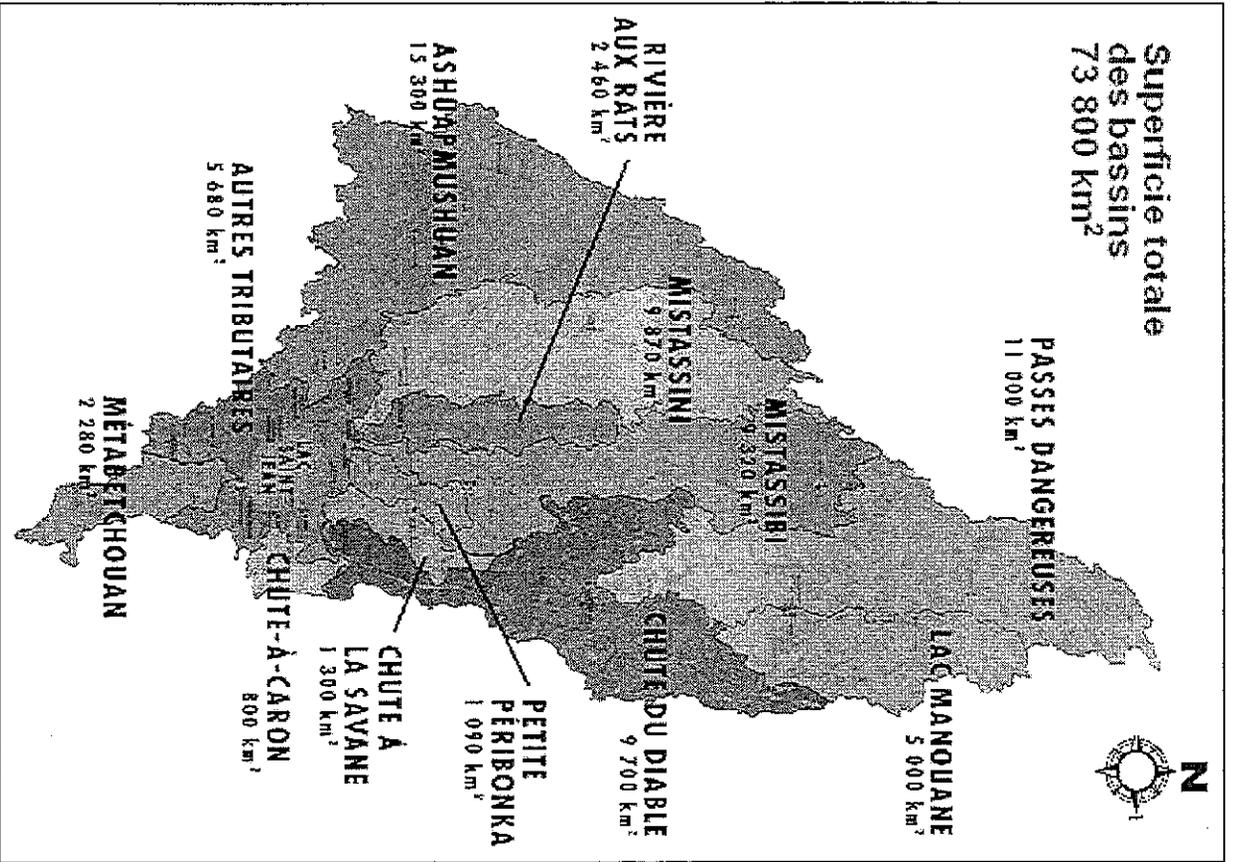 Superficie totale
des bassins
73 800 km²
N
PASSES DANGEREUSES
11 000 km²
LAC MANOUANE
5 000 km²
MISTASSIBI
9 320 km²
MISTASSINI
9 870 km²
RIVIÈRE
AUX RATS
2 460 km²
CHUTE DU DIABLE
9 700 km²
ASHUAPMUSHUAN
15 300 km²
PETITE
PÉRIBONKA
1 090 km²
CHUTE À
LA SAVANE
1 300 km²
LAC
SAINT
JEAN
CHUTE-À-CARON
800 km²
AUTRES TRIBUTAIRES
5 680 km²
MÉTABETCHOUAN
2 280 km²